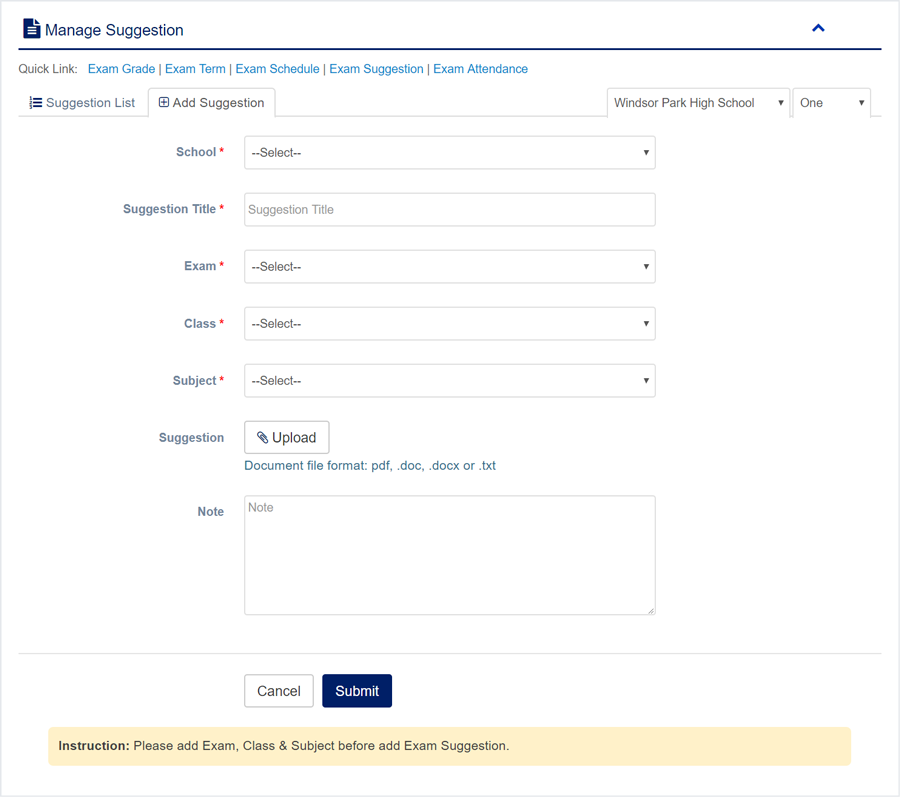 Manage Suggestion
Quick Link: Exam Grade | Exam Term | Exam Schedule | Exam Suggestion | Exam Attendance
Suggestion List Add Suggestion Windsor Park High School One
School * --Select--
Suggestion Title * Suggestion Title
Exam * --Select--
Class * --Select--
Subject * --Select--
Suggestion Upload
Document file format: pdf, .doc, .docx or .txt
Note Note
Cancel Submit
Instruction: Please add Exam, Class & Subject before add Exam Suggestion.